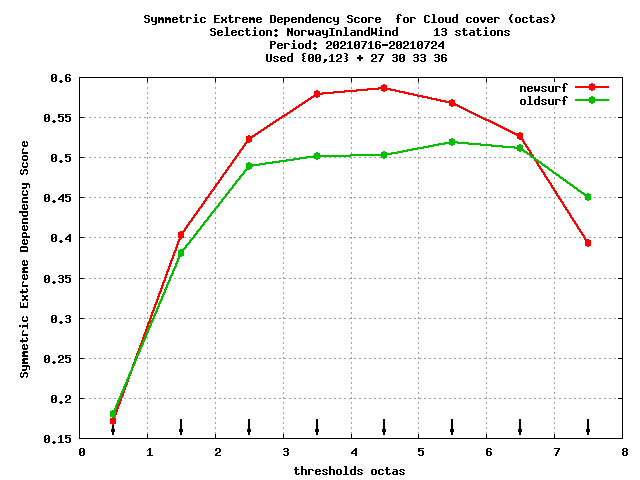 Symmetric Extreme Dependency Score  for Cloud cover (octas)
Selection: NorwayInlandWind     13 stations
Period: 20210716-20210724
Used {00,12} + 27 30 33 36
newsurf
oldsurf
Symmetric Extreme Dependency Score
0.6
0.55
0.5
0.45
0.4
0.35
0.3
0.25
0.2
0.15
0 1 2 3 4 5 6 7 8
thresholds octas